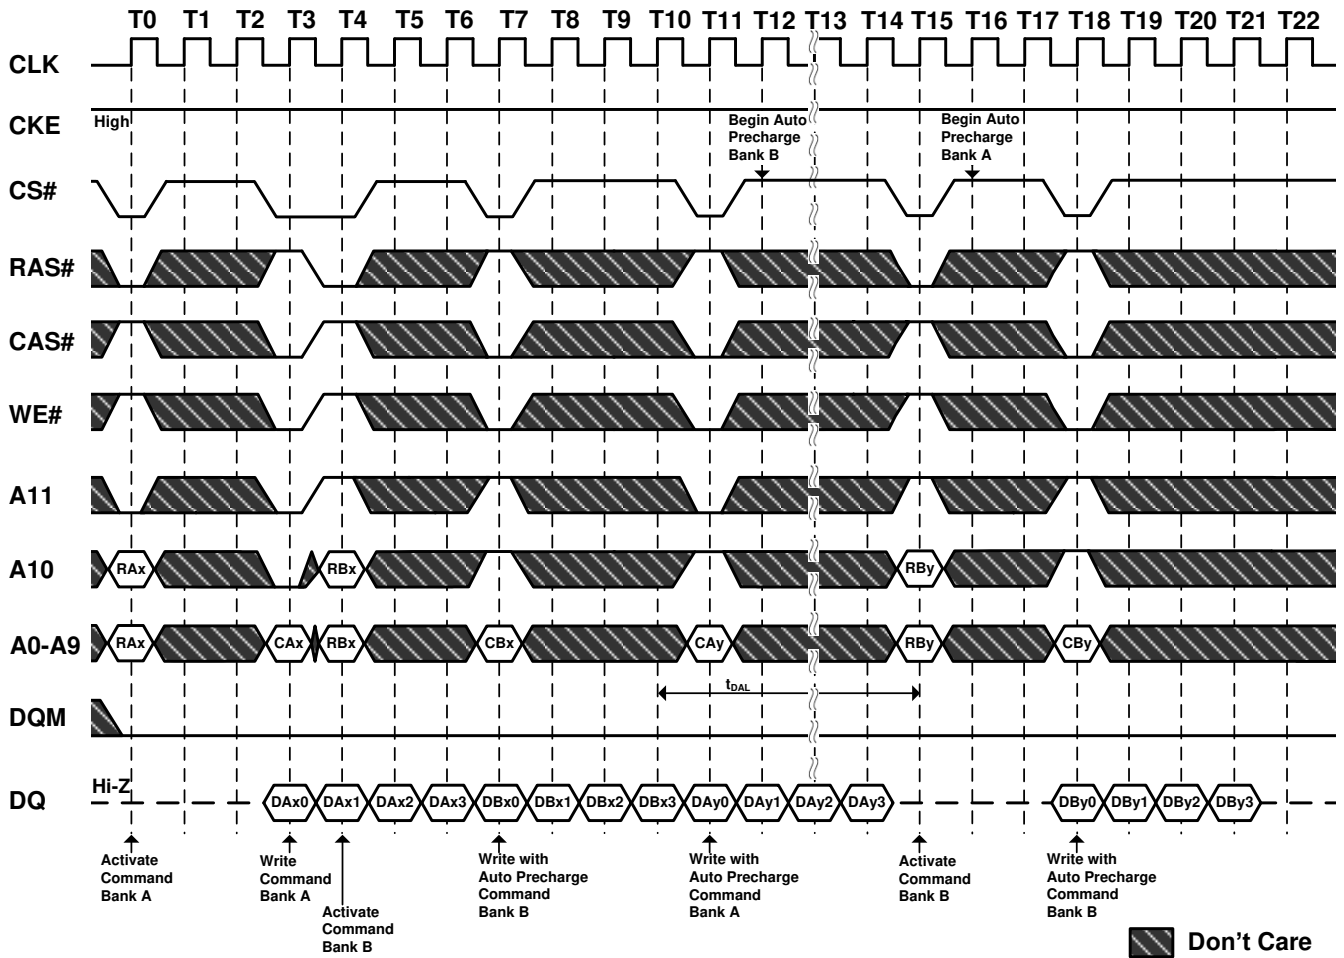 T0 T1 T2 T3 T4 T5 T6 T7 T8 T9 T10 T11 T12 T13 T14 T15 T16 T17 T18 T19 T20 T21 T22
CLK
CKE High
Begin Auto
Precharge
Bank B
Begin Auto
Precharge
Bank A
CS#
RAS#
CAS#
WE#
A11
A10 RAx RBx RBy
A0-A9 RAx CAx RBx CBx CAy RBy CBy
tDAL
DQM
DQ Hi-Z DAx0 DAx1 DAx2 DAx3 DBx0 DBx1 DBx2 DBx3 DAy0 DAy1 DAy2 DAy3 DBy0 DBy1 DBy2 DBy3
Activate
Command
Bank A
Write
Command
Bank A
Activate
Command
Bank B
Write with
Auto Precharge
Command
Bank B
Write with
Auto Precharge
Command
Bank A
Activate
Command
Bank B
Write with
Auto Precharge
Command
Bank B
Don't Care